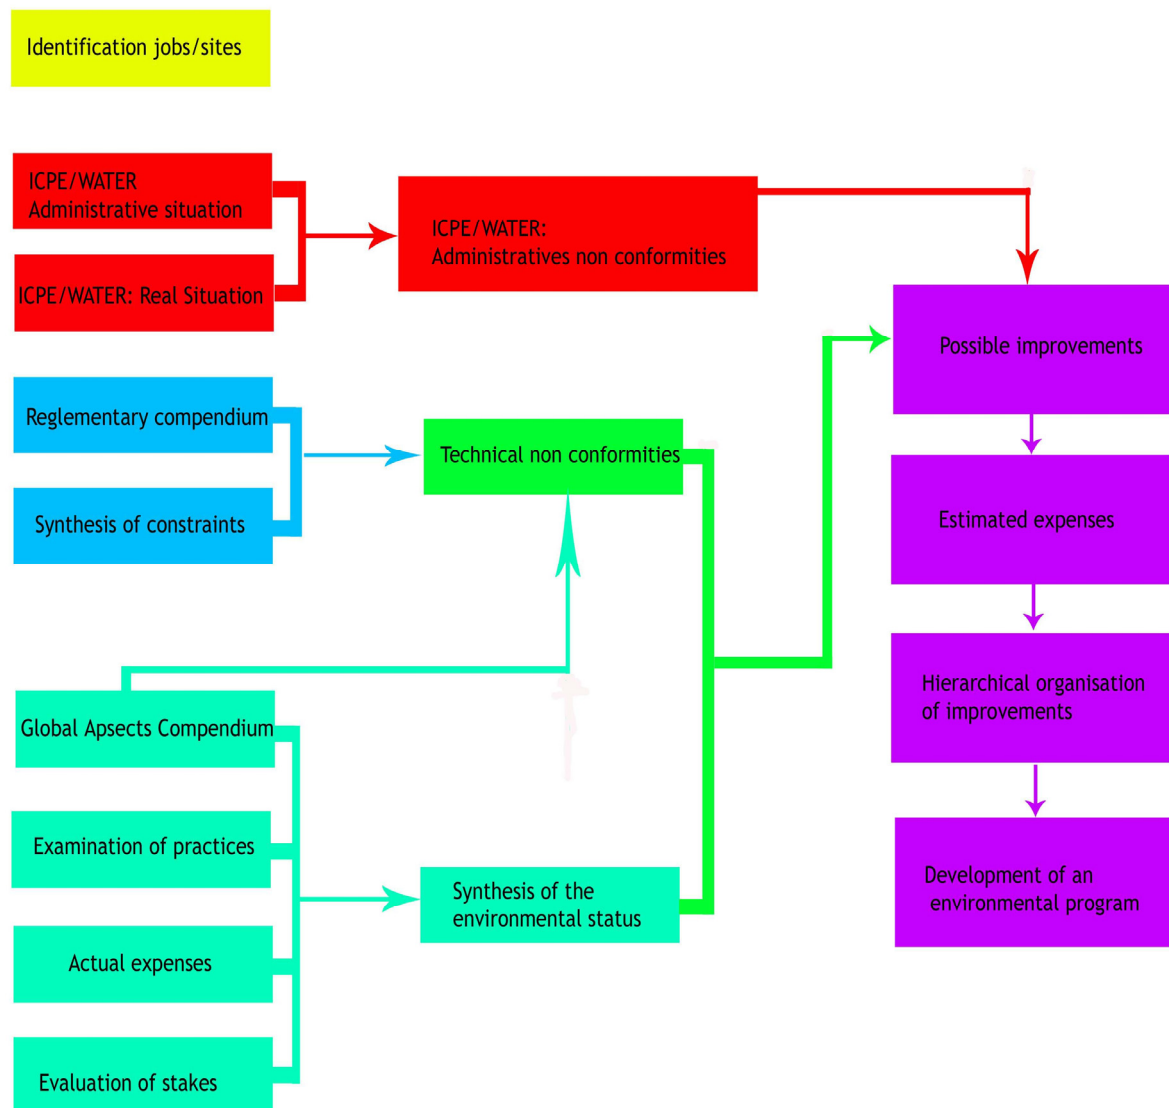 Identification jobs/sites
ICPE/WATER
Administrative situation
ICPE/WATER: Real Situation
ICPE/WATER:
Administratives non conformities
Possible improvements
Reglementary compendium
Technical non conformities
Synthesis of constraints
Estimated expenses
Hierarchical organisation
of improvements
Global Apsects Compendium
Examination of practices
Synthesis of the
environmental status
Development of an
environmental program
Actual expenses
Evaluation of stakes